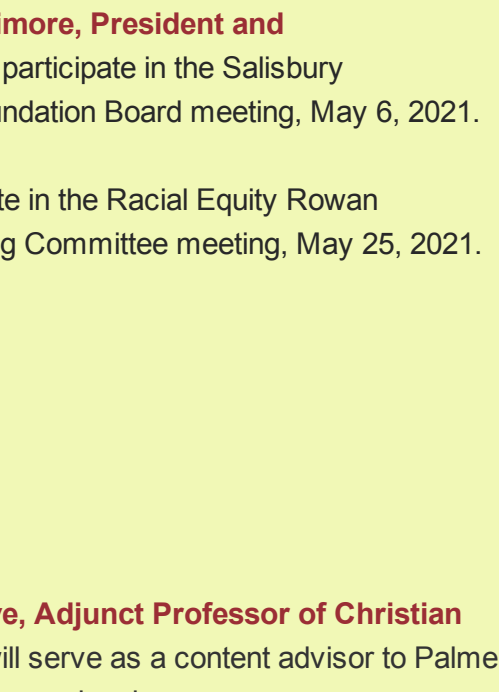 imore, President and
participate in the Salisbury
undation Board meeting, May 6, 2021.
te in the Racial Equity Rowan
g Committee meeting, May 25, 2021.
e, Adjunct Professor of Christian
ill serve as a content advisor to Palme